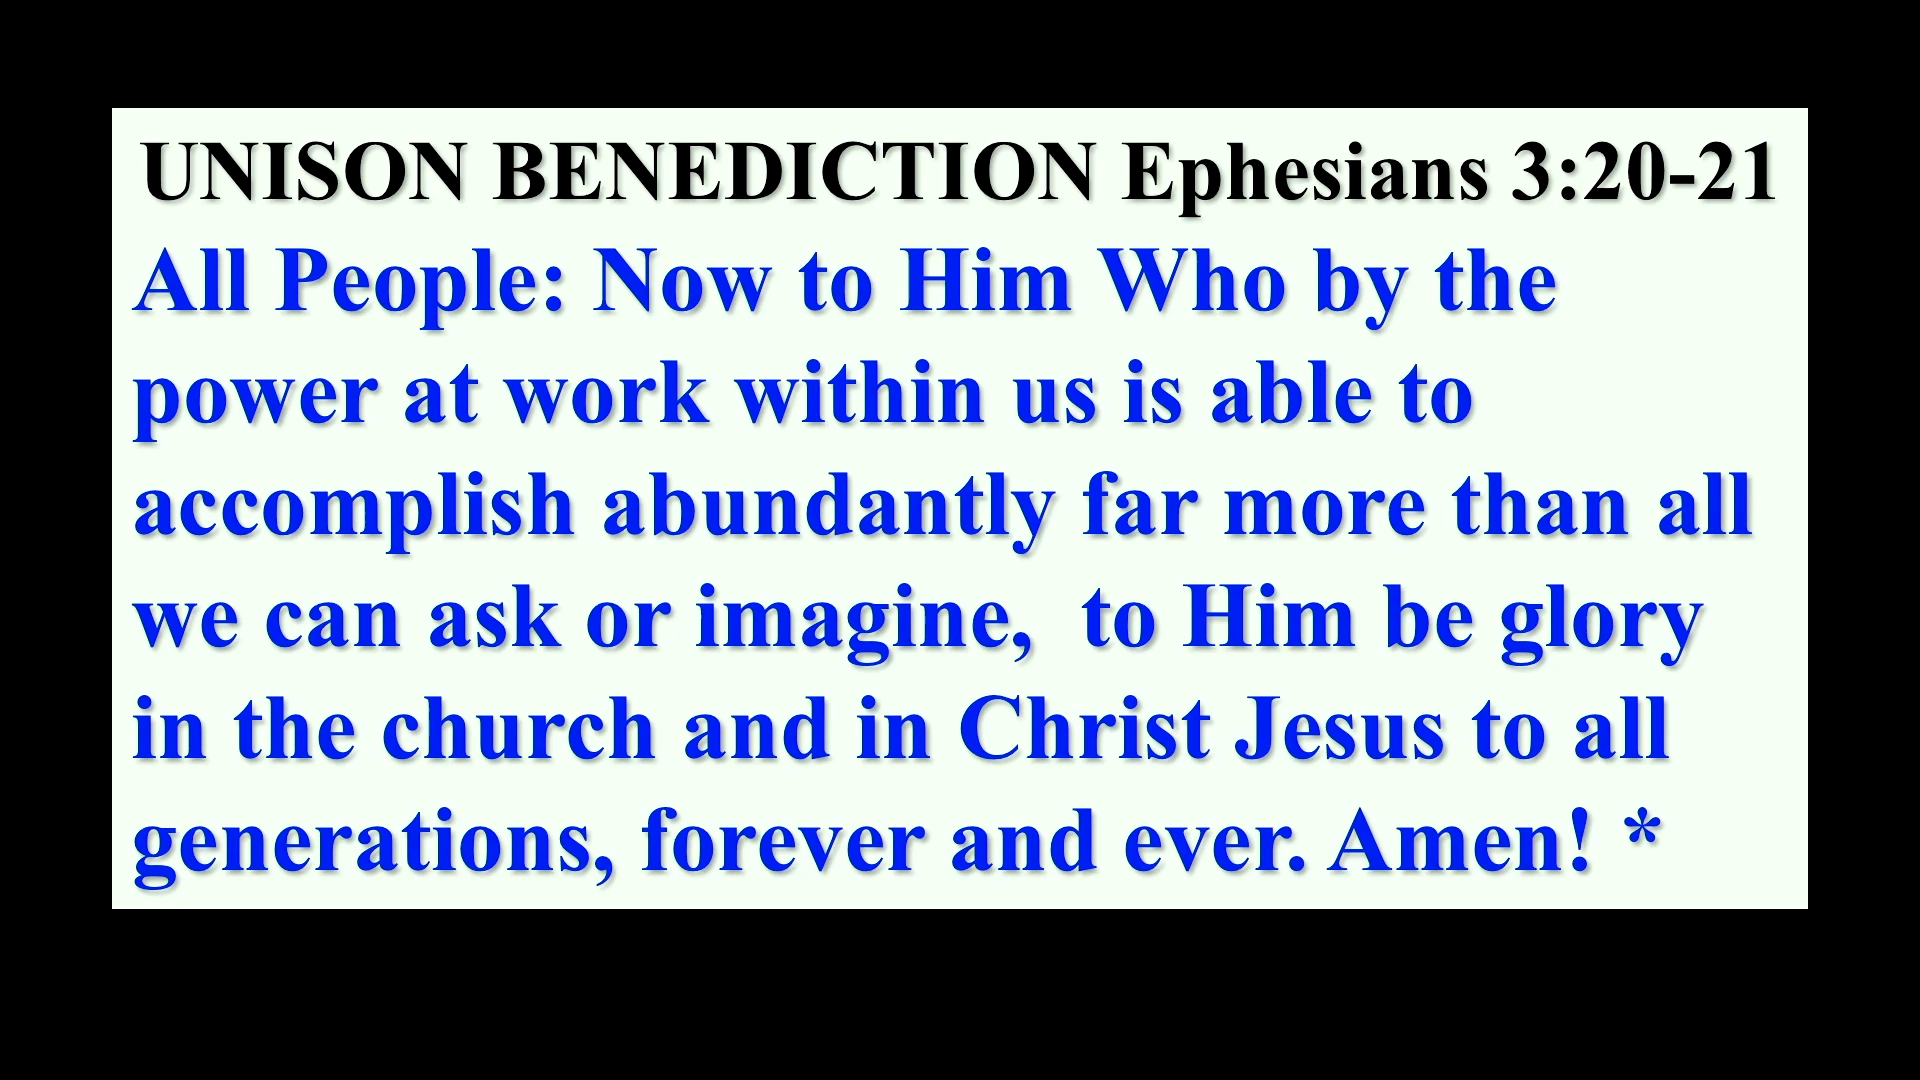 UNISON BENEDICTION Ephesians 3:20-21
All People: Now to Him Who by the
power at work within us is able to
accomplish abundantly far more than all
we can ask or imagine,  to Him be glory
in the church and in Christ Jesus to all
generations, forever and ever. Amen! *